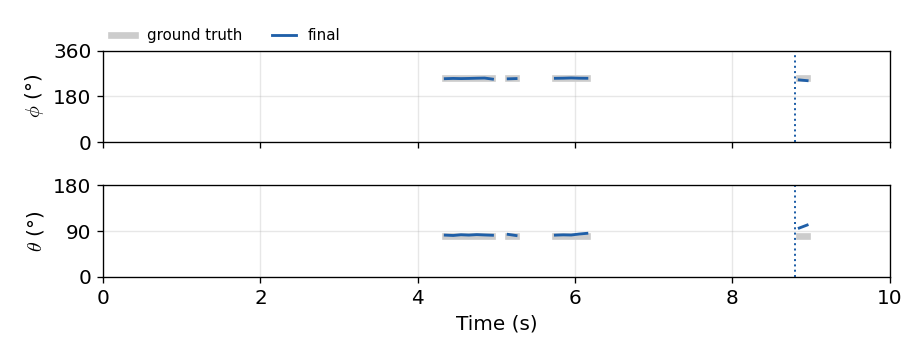 ground truth final
360
180
0
ϕ (°)
180
90
0
θ (°)
0 2 4 6 8 10
Time (s)